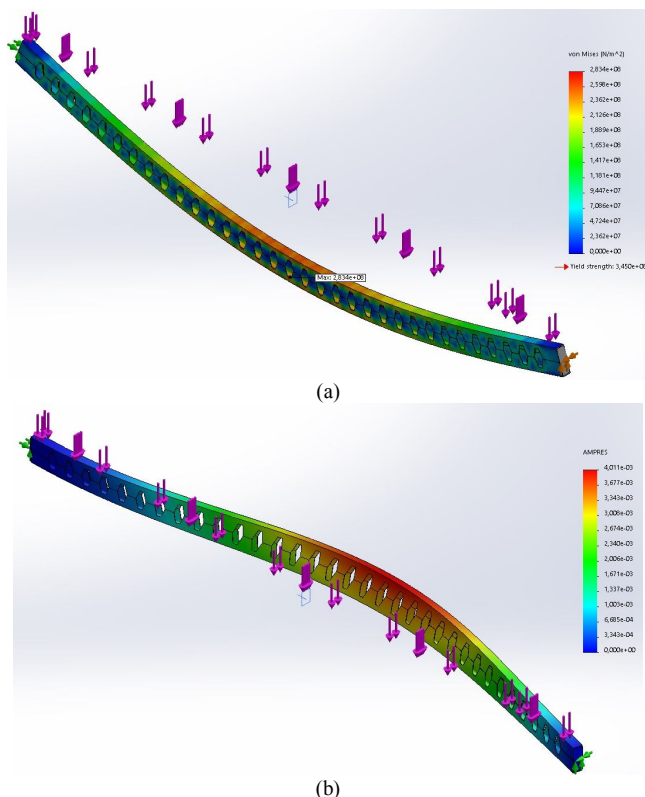 von Mises (N/m^2)
2,834e+08
2,598e+08
2,362e+08
2,126e+08
1,889e+08
1,653e+08
1,417e+08
1,181e+08
9,447e+07
7,086e+07
4,724e+07
2,362e+07
0,000e+00
Yield strength: 3,450e+08
Max: 2,834e+08
(a)
AMPRES
4,011e-03
3,677e-03
3,343e-03
3,008e-03
2,674e-03
2,340e-03
2,006e-03
1,671e-03
1,337e-03
1,003e-03
6,685e-04
3,343e-04
0,000e+00
(b)